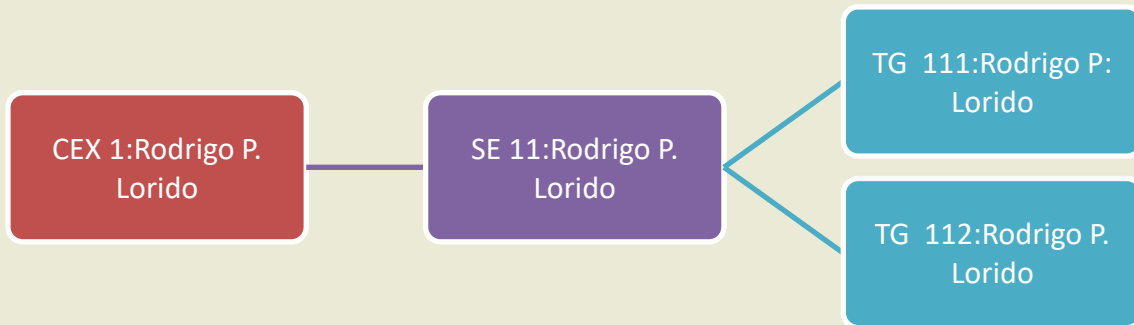 CEX 1:Rodrigo P.
Lorido
SE 11:Rodrigo P.
Lorido
TG  111:Rodrigo P:
Lorido
TG  112:Rodrigo P.
Lorido